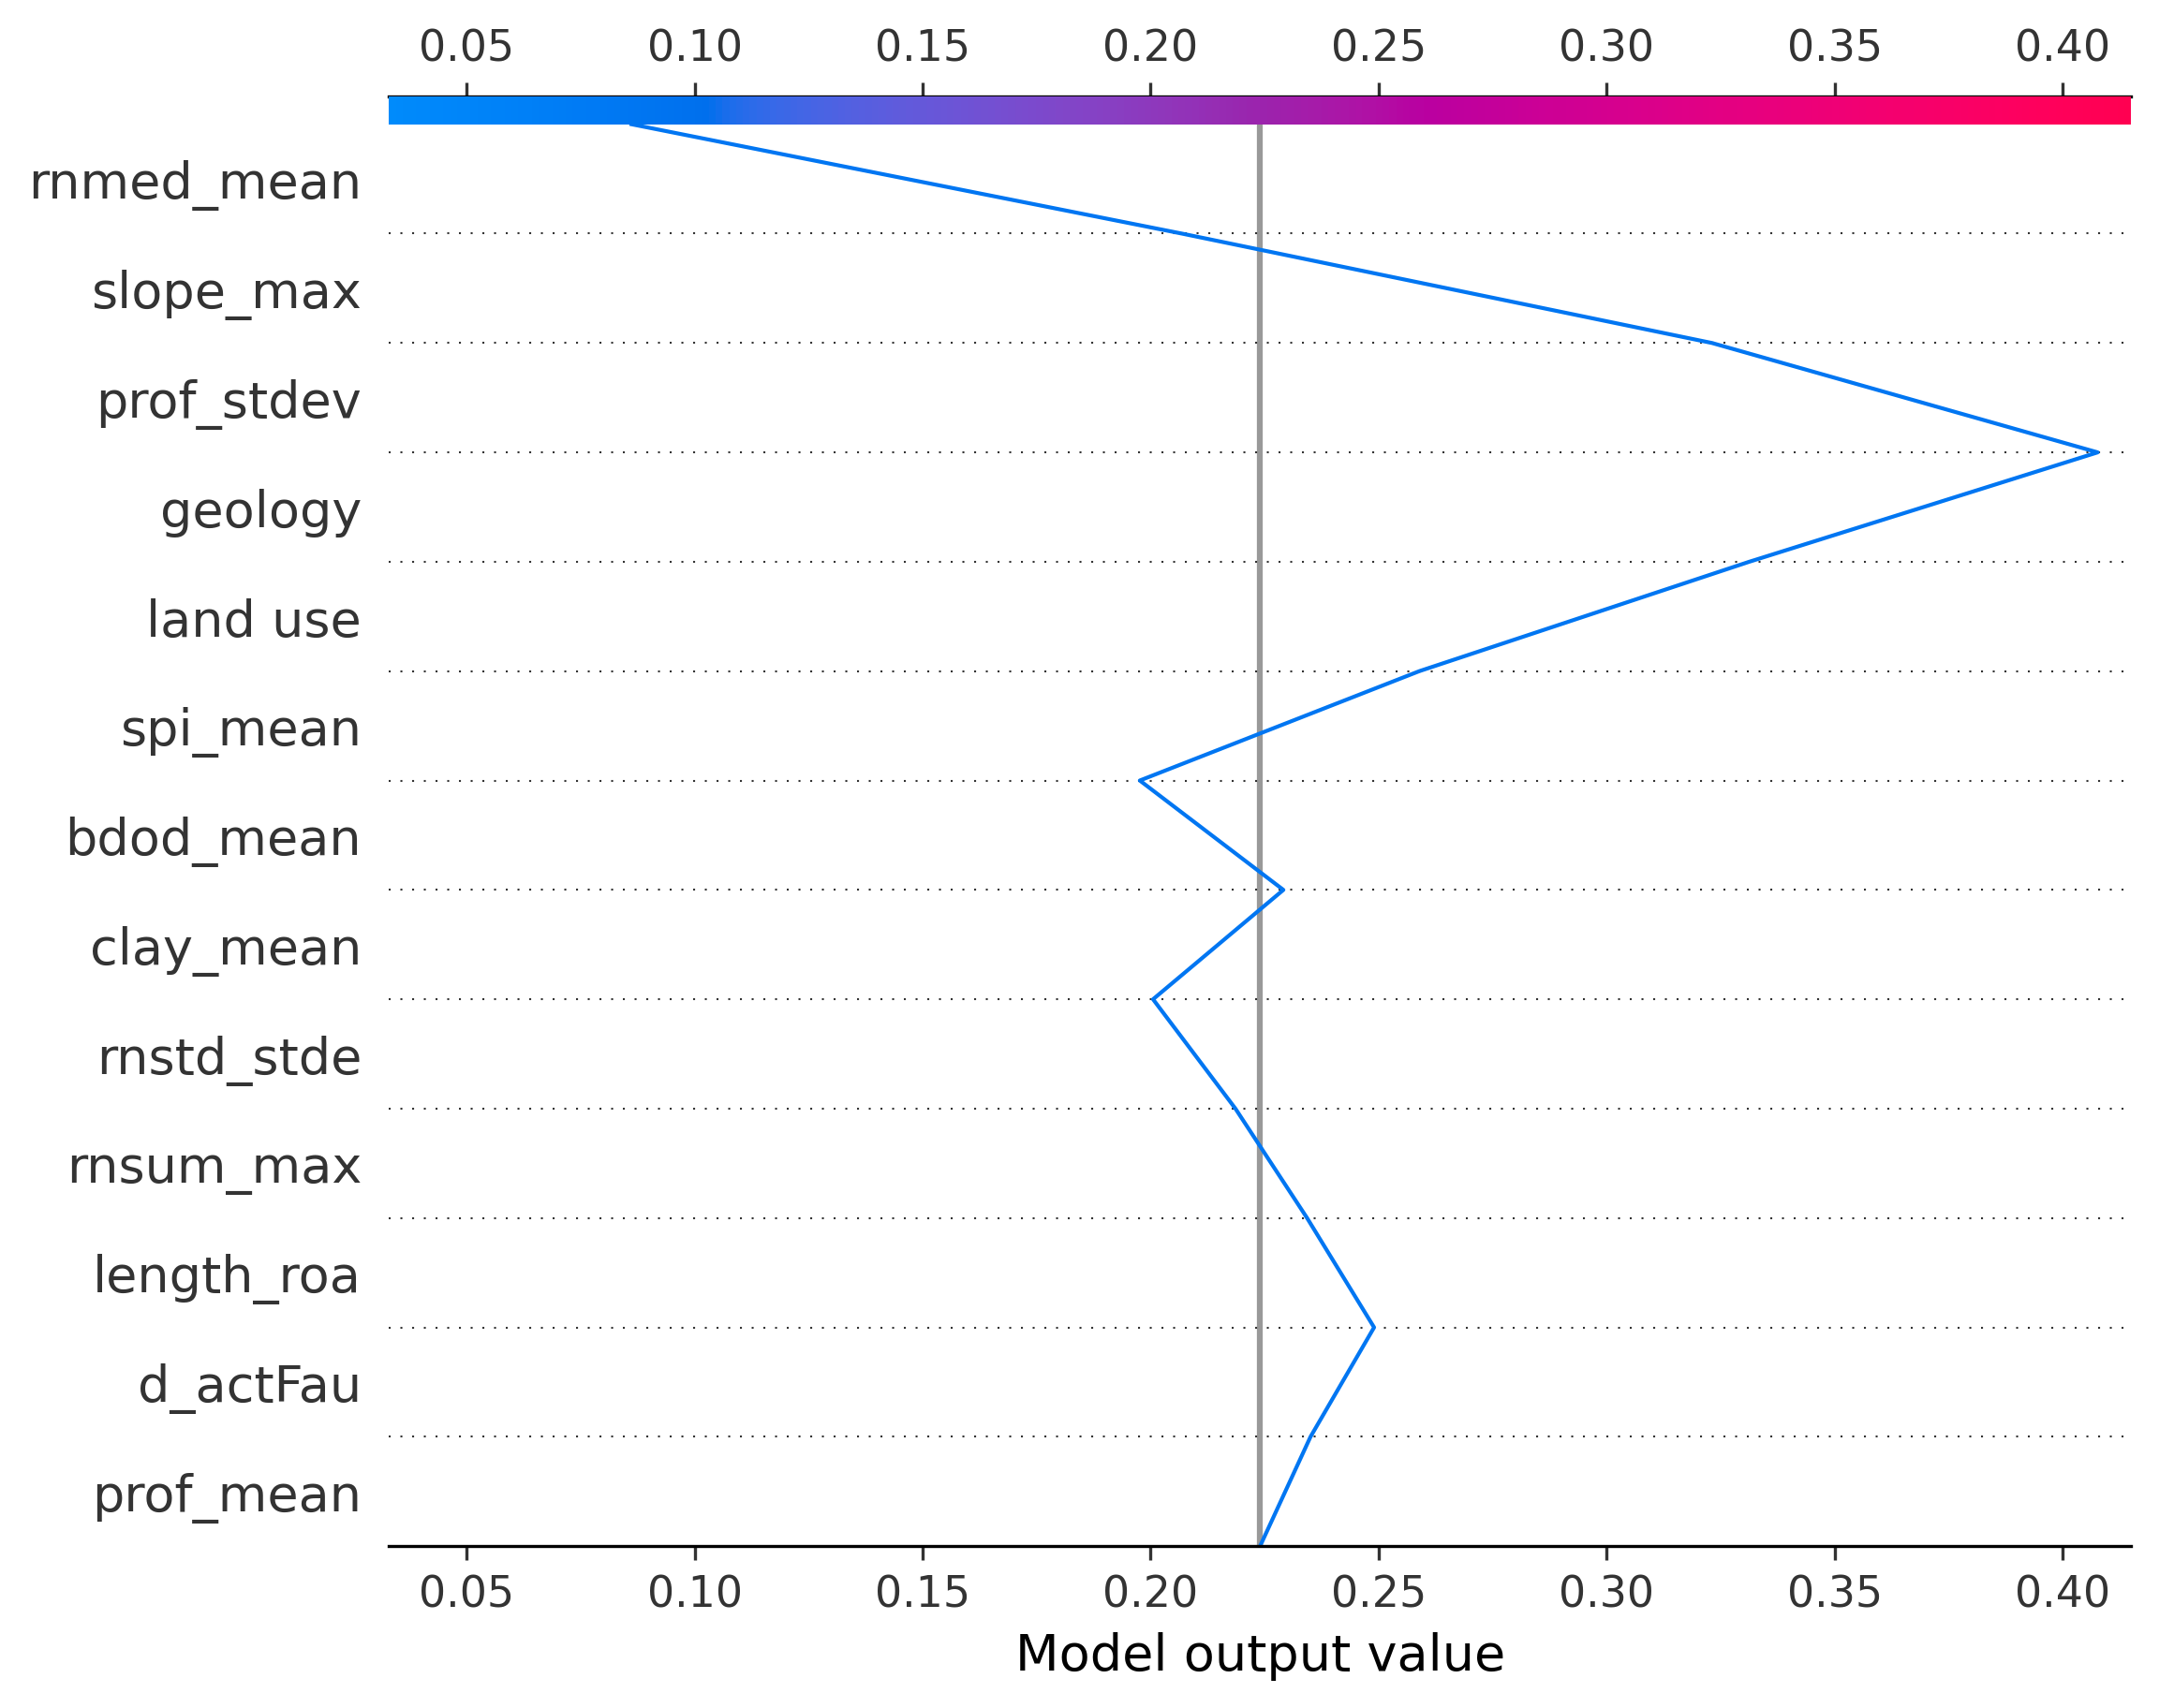 0.05 0.10 0.15 0.20 0.25 0.30 0.35 0.40
rnmed_mean
slope_max
prof_stdev
geology
land use
spi_mean
bdod_mean
clay_mean
rnstd_stde
rnsum_max
length_roa
d_actFau
prof_mean
0.05 0.10 0.15 0.20 0.25 0.30 0.35 0.40
Model output value